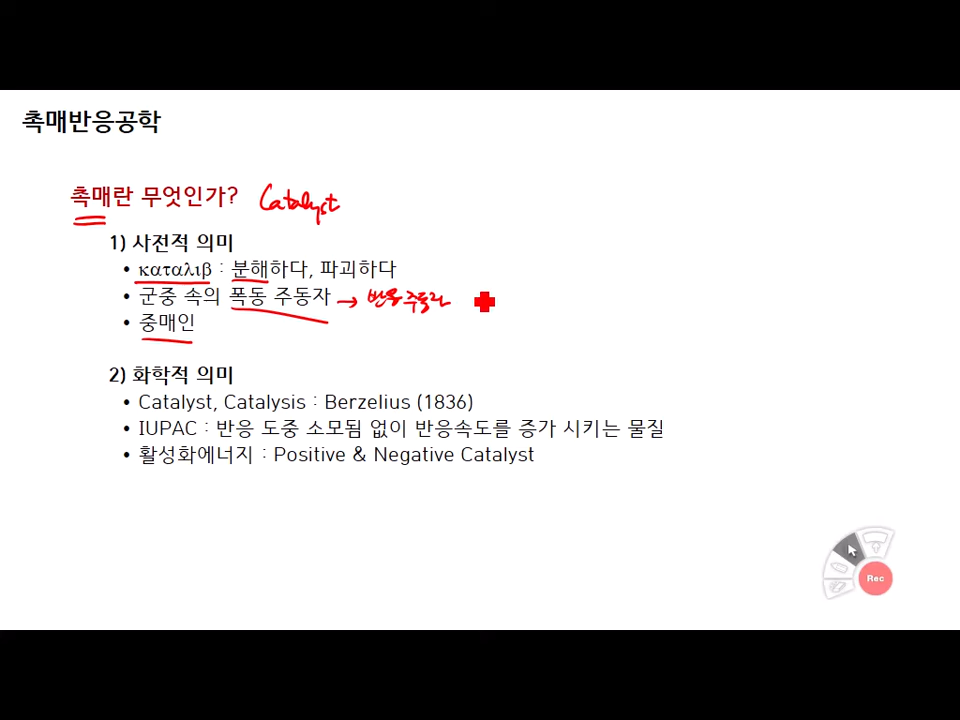 촉매반응공학
촉매란 무엇인가? Catalyst
1) 사전적 의미
• καταλιβ : 분해하다, 파괴하다
• 군중 속의 폭동 주동자 → 반응 주동자
• 중매인
2) 화학적 의미
• Catalyst, Catalysis : Berzelius (1836)
• IUPAC : 반응 도중 소모됨 없이 반응속도를 증가 시키는 물질
• 활성화에너지 : Positive & Negative Catalyst
Rec